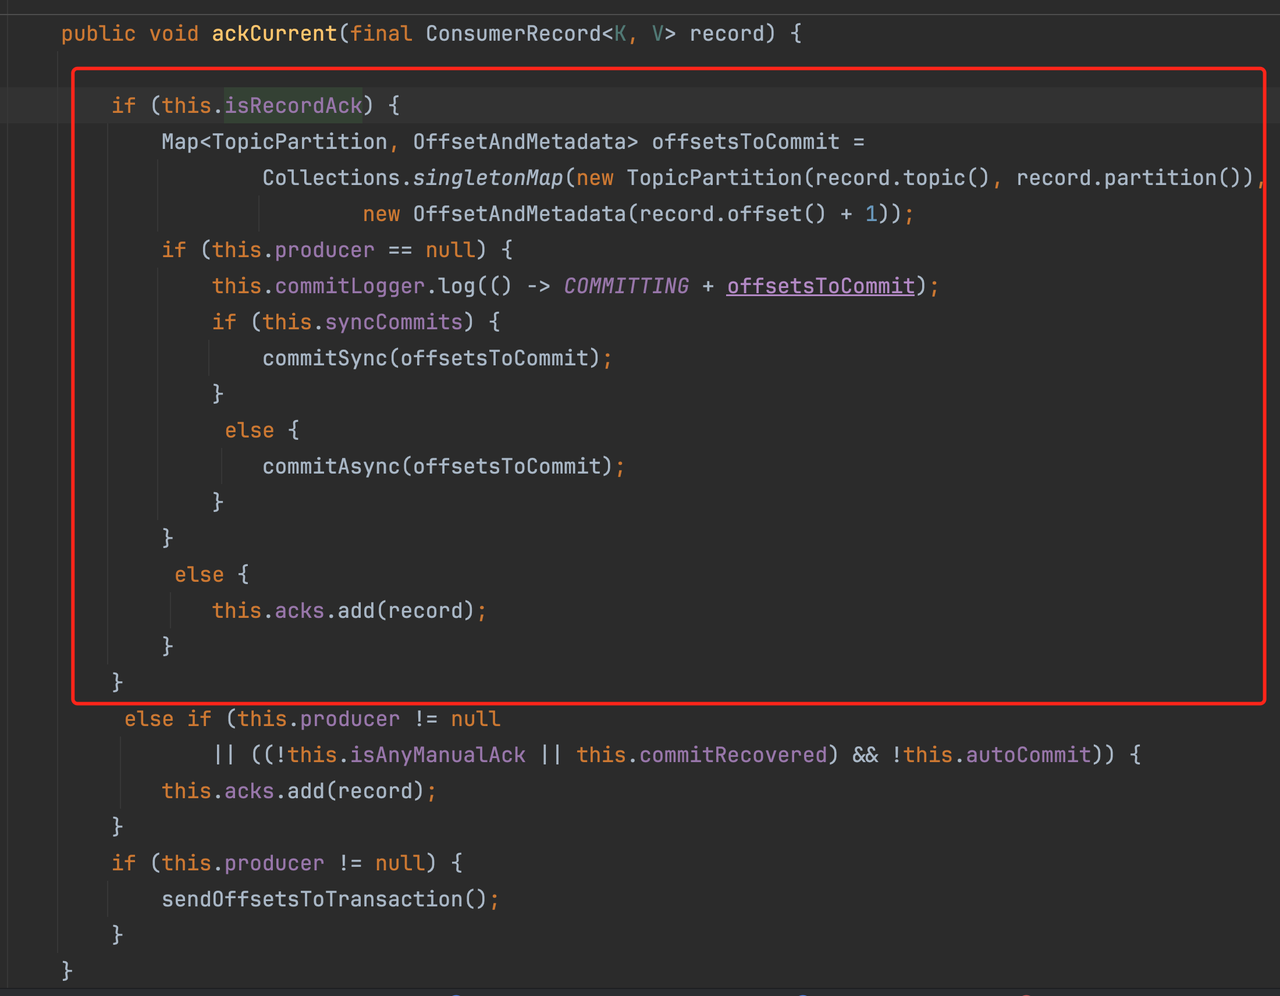 public void ackCurrent(final ConsumerRecord<K, V> record) {
if (this.isRecordAck) {
Map<TopicPartition, OffsetAndMetadata> offsetsToCommit =
Collections.singletonMap(new TopicPartition(record.topic(), record.partition()),
new OffsetAndMetadata(record.offset() + 1));
if (this.producer == null) {
this.commitLogger.log(() -> COMMITTING + offsetsToCommit);
if (this.syncCommits) {
commitSync(offsetsToCommit);
}
else {
commitAsync(offsetsToCommit);
}
}
else {
this.acks.add(record);
}
}
else if (this.producer != null
|| ((!this.isAnyManualAck || this.commitRecovered) && !this.autoCommit)) {
this.acks.add(record);
}
if (this.producer != null) {
sendOffsetsToTransaction();
}
}